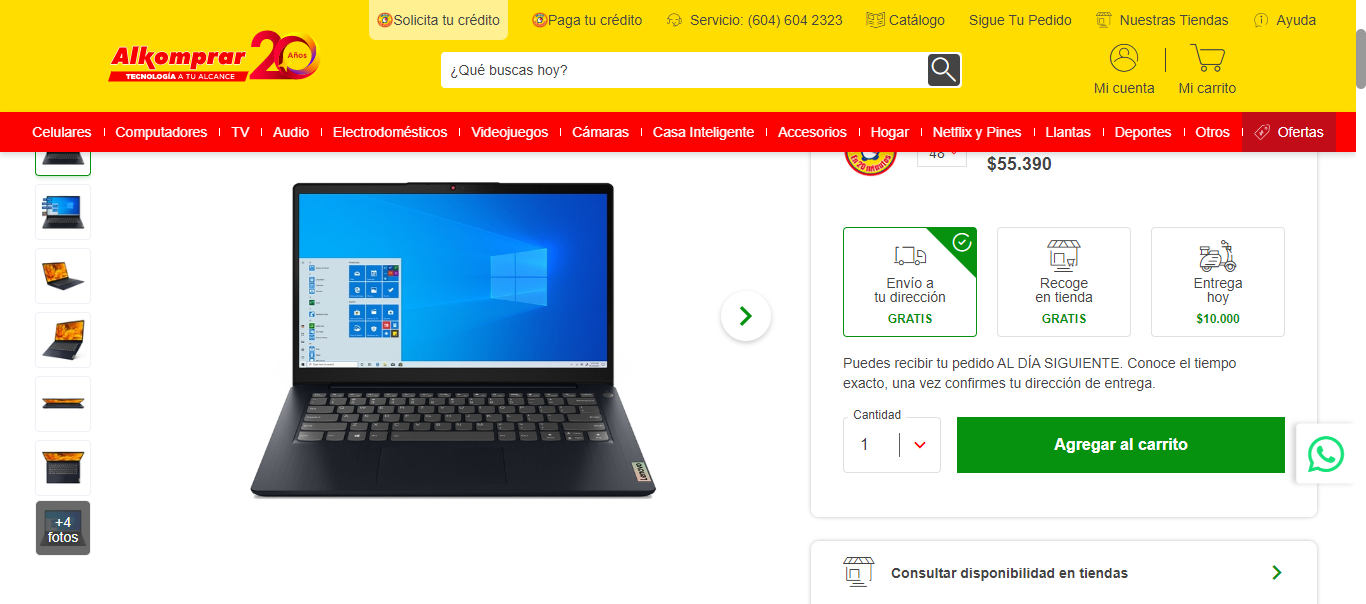 Solicita tu crédito
Paga tu crédito
Servicio: (604) 604 2323
Catálogo
Sigue Tu Pedido
Nuestras Tiendas
Ayuda
Alkomprar 20 Años
TECNOLOGÍA A TU ALCANCE
¿Qué buscas hoy?
Mi cuenta
Mi carrito
Celulares
Computadores
TV
Audio
Electrodomésticos
Videojuegos
Cámaras
Casa Inteligente
Accesorios
Hogar
Netflix y Pines
Llantas
Deportes
Otros
Ofertas
En 20 minutos
48
$55.390
Envío a
tu dirección
GRATIS
Recoge
en tienda
GRATIS
Entrega
hoy
$10.000
Puedes recibir tu pedido AL DÍA SIGUIENTE. Conoce el tiempo
exacto, una vez confirmes tu dirección de entrega.
Cantidad
1
Agregar al carrito
+4
fotos
Lenovo
Consultar disponibilidad en tiendas